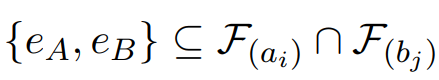 {e_A, e_B} ⊆ ℱ_(a_i) ∩ ℱ_(b_j)